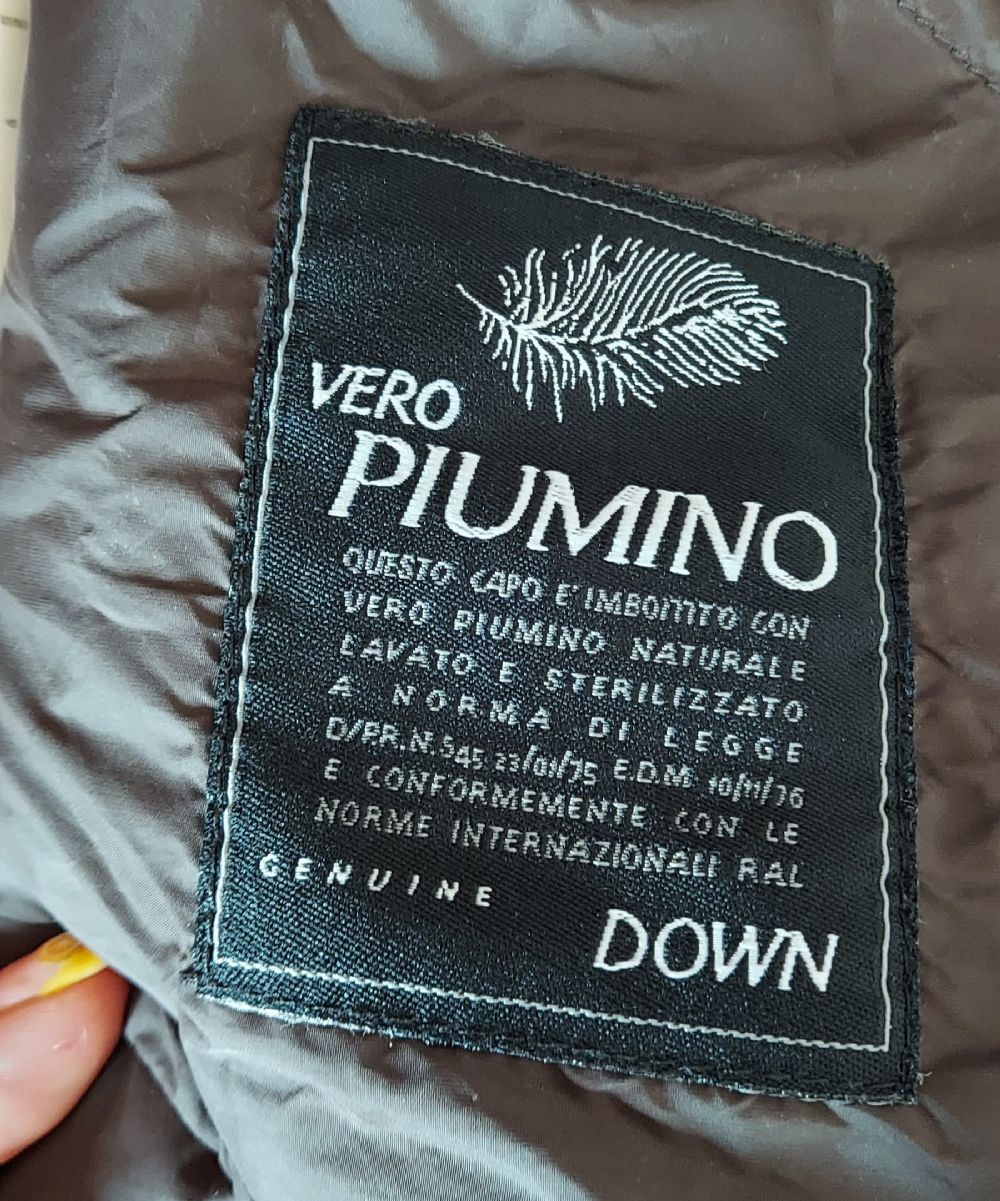 VERO
PIUMINO
QUESTO CAPO E' IMBOTTITO CON
VERO PIUMINO NATURALE
LAVATO E STERILIZZATO
A NORMA DI LEGGE
D/P.R.N.545 23/01/75 E.D.M. 10/11/76
E CONFORMEMENTE CON LE
NORME INTERNAZIONALI RAL
GENUINE
DOWN